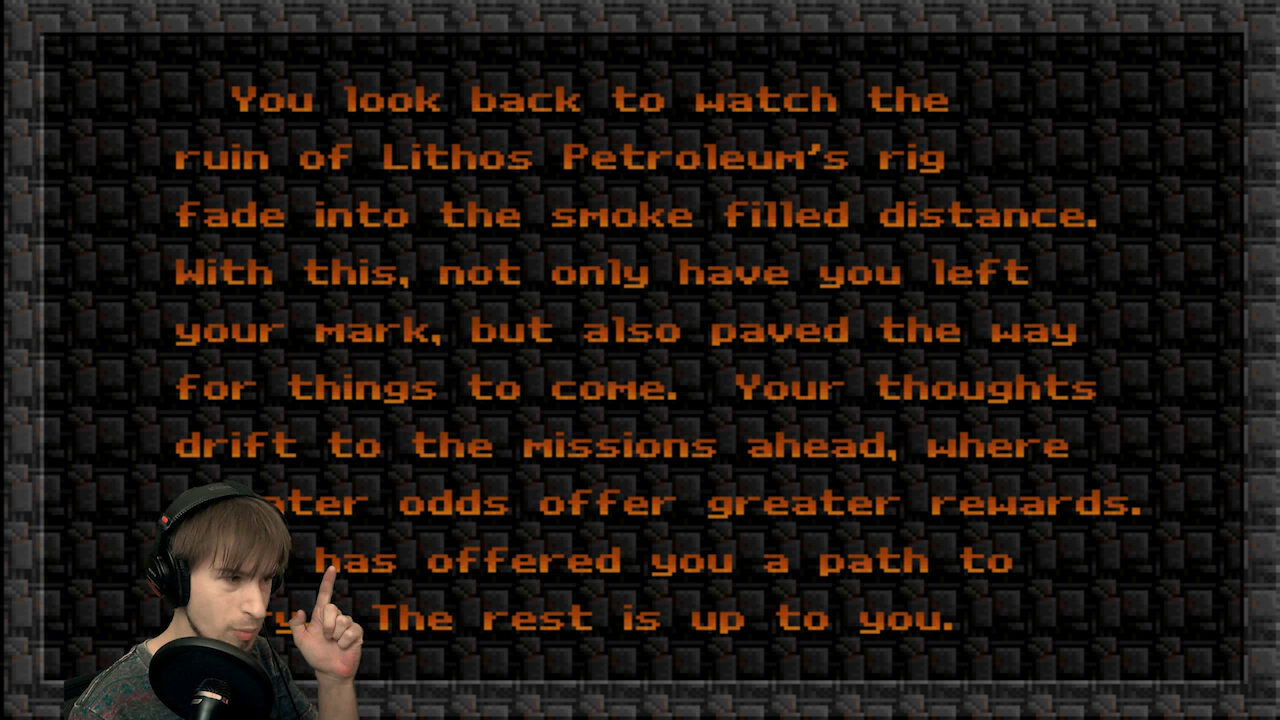 You look back to watch the
ruin of Lithos Petroleum's rig
fade into the smoke filled distance.
With this, not only have you left
your mark, but also paved the way
for things to come. Your thoughts
drift to the missions ahead, where
odds offer greater rewards.
has offered you a path to
The rest is up to you.